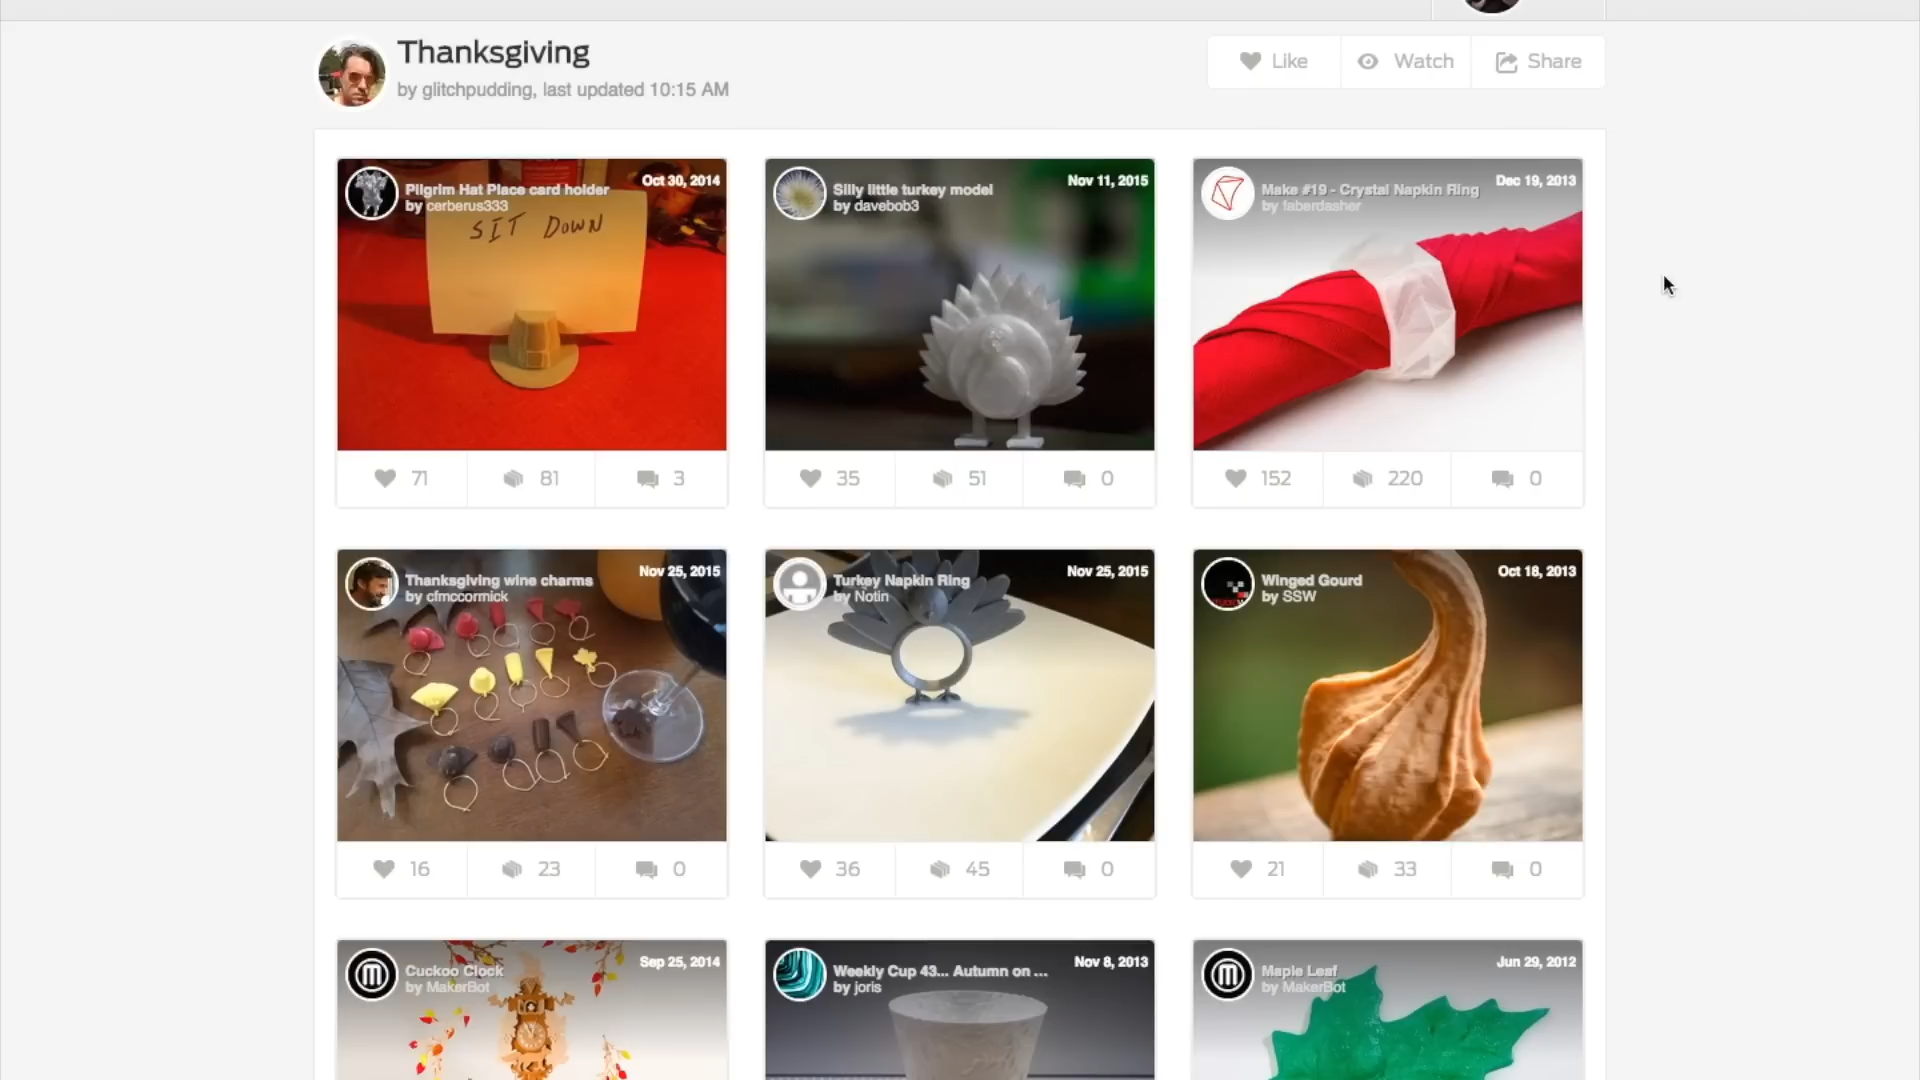 Thanksgiving
by glitchpudding, last updated 10:15 AM
Like
Watch
Share
Pilgrim Hat Place card holder
by cerberus333
Oct 30, 2014
SIT DOWN
71
81
3
Silly little turkey model
by davebob3
Nov 11, 2015
35
51
0
Make #19 - Crystal Napkin Ring
by faberdasher
Dec 19, 2013
152
220
0
Thanksgiving wine charms
by cfmccormick
Nov 25, 2015
16
23
0
Turkey Napkin Ring
by Notin
Nov 25, 2015
36
45
0
Winged Gourd
by SSW
Oct 18, 2013
21
33
0
Cuckoo Clock
by MakerBot
Sep 25, 2014
Weekly Cup 43... Autumn on ...
by joris
Nov 8, 2013
Maple Leaf
by MakerBot
Jun 29, 2012